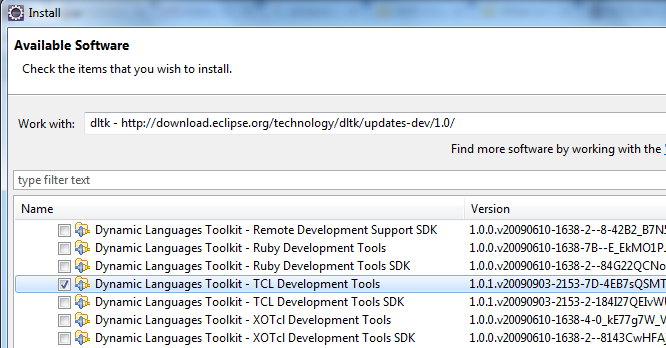 Install
Available Software
Check the items that you wish to install.
Work with: dltk - http://download.eclipse.org/technology/dltk/updates-dev/1.0/
Find more software by working with the
type filter text
Name Version
Dynamic Languages Toolkit - Remote Development Support SDK 1.0.0.v20090610-1638-2--8-42B2_B7N5
Dynamic Languages Toolkit - Ruby Development Tools 1.0.0.v20090610-1638-7B--E_EkMO1P
Dynamic Languages Toolkit - Ruby Development Tools SDK 1.0.0.v20090610-1638-2--84G22QCNo
Dynamic Languages Toolkit - TCL Development Tools 1.0.1.v20090903-2153-7D-4EB7sQSMT
Dynamic Languages Toolkit - TCL Development Tools SDK 1.0.1.v20090903-2153-2-184I27QEIvWU
Dynamic Languages Toolkit - XOTcl Development Tools 1.0.0.v20090610-1638-4-0_kE77g7W_V
Dynamic Languages Toolkit - XOTcl Development Tools SDK 1.0.0.v20090610-1638-2--8143CwHFA